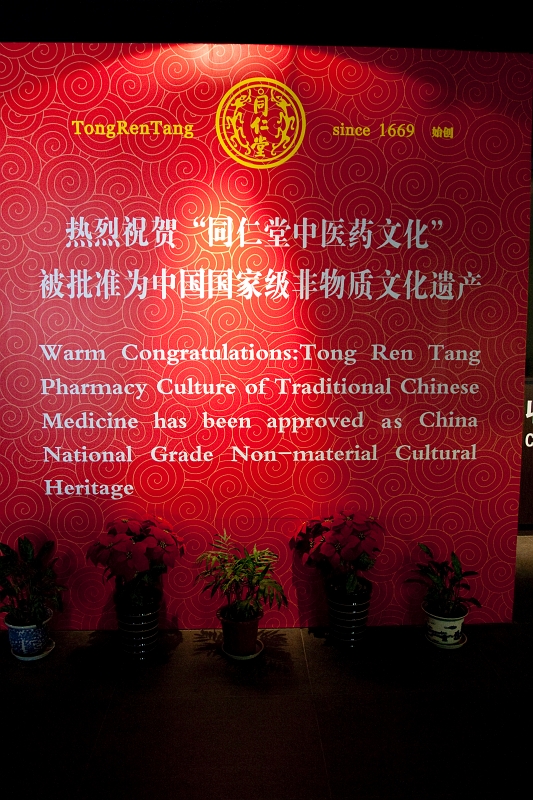 TongRenTang 同仁堂 since 1669 始创
热烈祝贺“同仁堂中医药文化”
被批准为中国国家级非物质文化遗产
Warm Congratulations:Tong Ren Tang
Pharmacy Culture of Traditional Chinese
Medicine has been approved as China
National Grade Non-material Cultural
Heritage